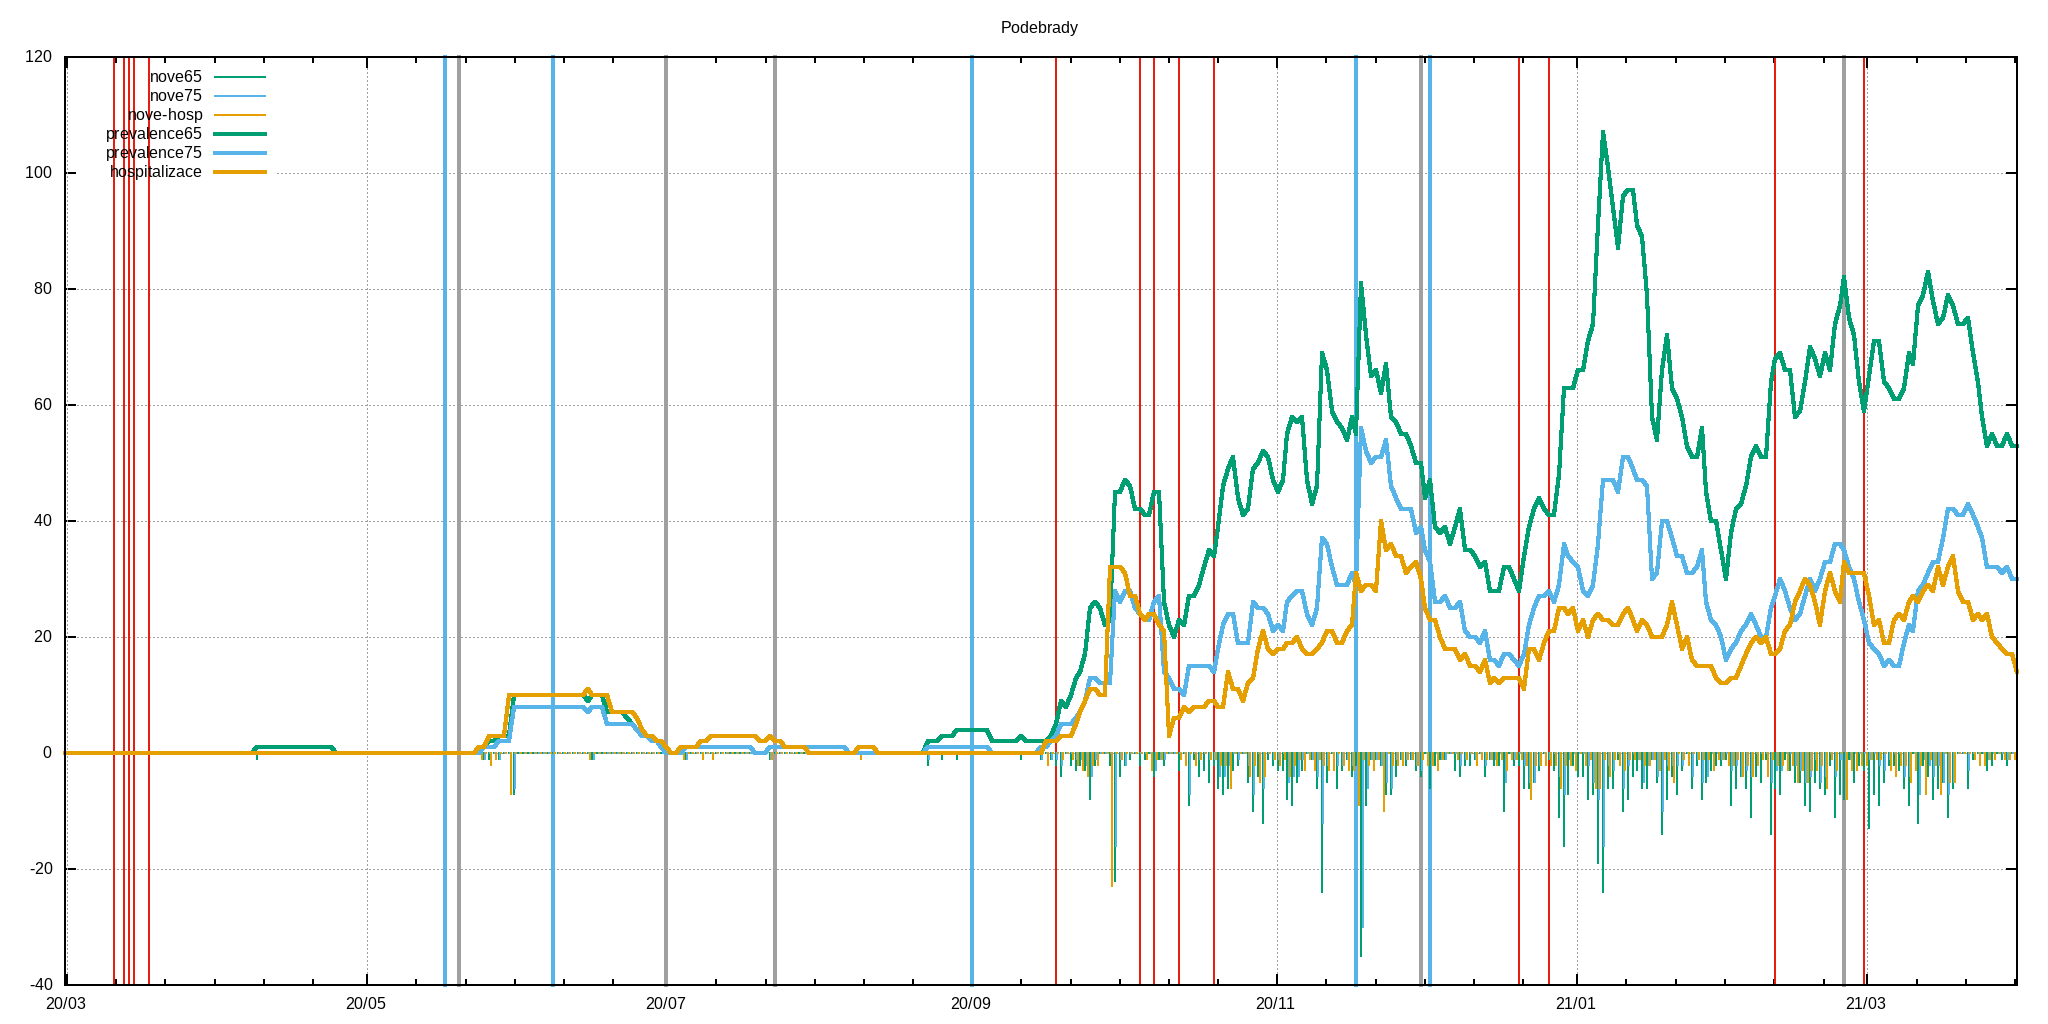 Podebrady
120
100
80
60
40
20
0
-20
-40
nove65
nove75
nove-hosp
prevalence65
prevalence75
hospitalizace
20/03 20/05 20/07 20/09 20/11 21/01 21/03